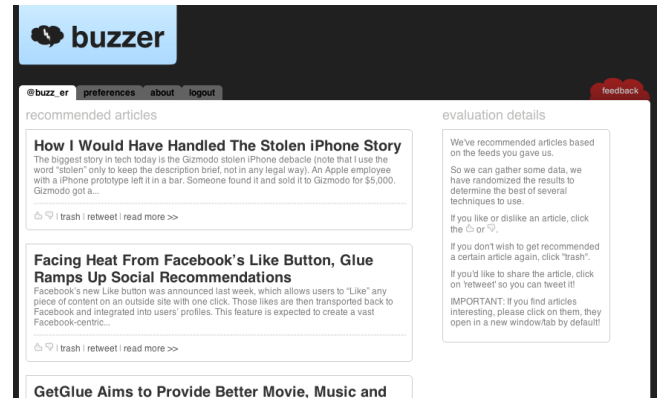 buzzer
@buzz_er preferences about logout
feedback
recommended articles
How I Would Have Handled The Stolen iPhone Story
The biggest story in tech today is the Gizmodo stolen iPhone debacle (note that I use the
word “stolen” only to keep the description brief, not in any legal way). An Apple employee
with a iPhone prototype left it in a bar. Someone found it and sold it to Gizmodo for $5,000.
Gizmodo got a...
| trash | retweet | read more >>
Facing Heat From Facebook’s Like Button, Glue
Ramps Up Social Recommendations
Facebook’s new Like button was announced last week, which allows users to “Like” any
piece of content on an outside site with one click. Those likes are then transported back to
Facebook and integrated into users’ profiles. This feature is expected to create a vast
Facebook-centric...
| trash | retweet | read more >>
GetGlue Aims to Provide Better Movie, Music and
evaluation details
We've recommended articles based
on the feeds you gave us.
So we can gather some data, we
have randomized the results to
determine the best of several
techniques to use.
If you like or dislike an article, click
the or .
If you don't wish to get recommended
a certain article again, click "trash".
If you'd like to share the article, click
on 'retweet' so you can tweet it!
IMPORTANT: If you find articles
interesting, please click on them, they
open in a new window/tab by default!